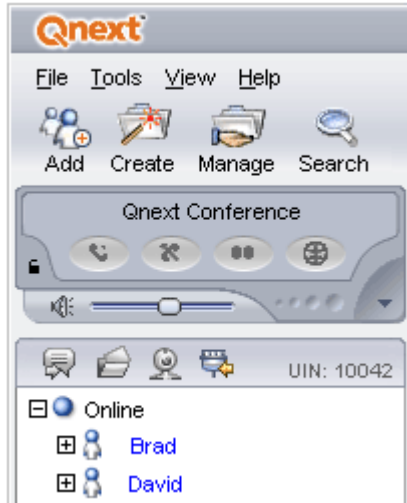 Qnext
File Tools View Help
Add Create Manage Search
Qnext Conference
UIN: 10042
Online
Brad
David